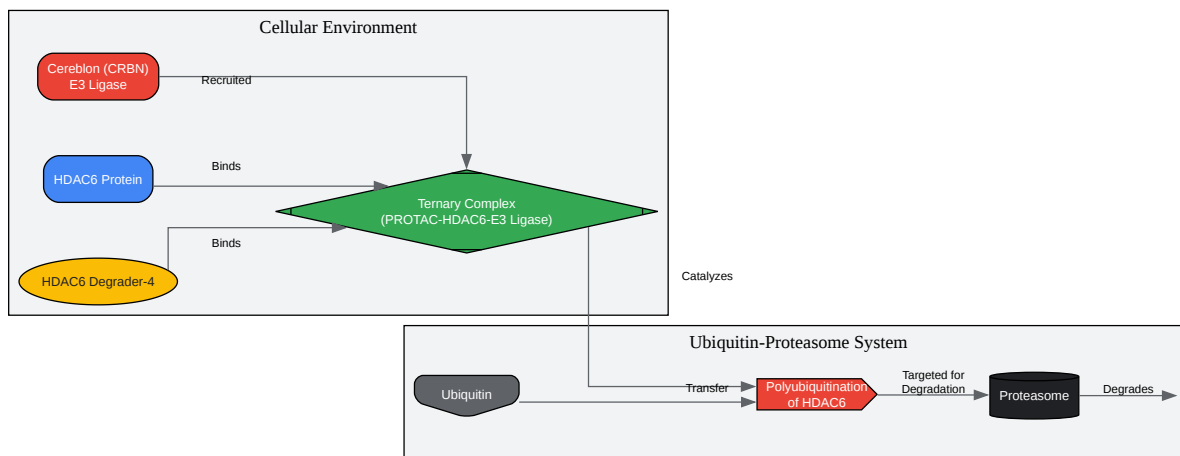 Cellular Environment
Cereblon (CRBN)
E3 Ligase
Recruited
HDAC6 Protein
Binds
Ternary Complex
(PROTAC-HDAC6-E3 Ligase)
Binds
HDAC6 Degrader-4
Catalyzes
Ubiquitin-Proteasome System
Ubiquitin
Transfer
Polyubiquitination
of HDAC6
Targeted for
Degradation
Proteasome
Degrades